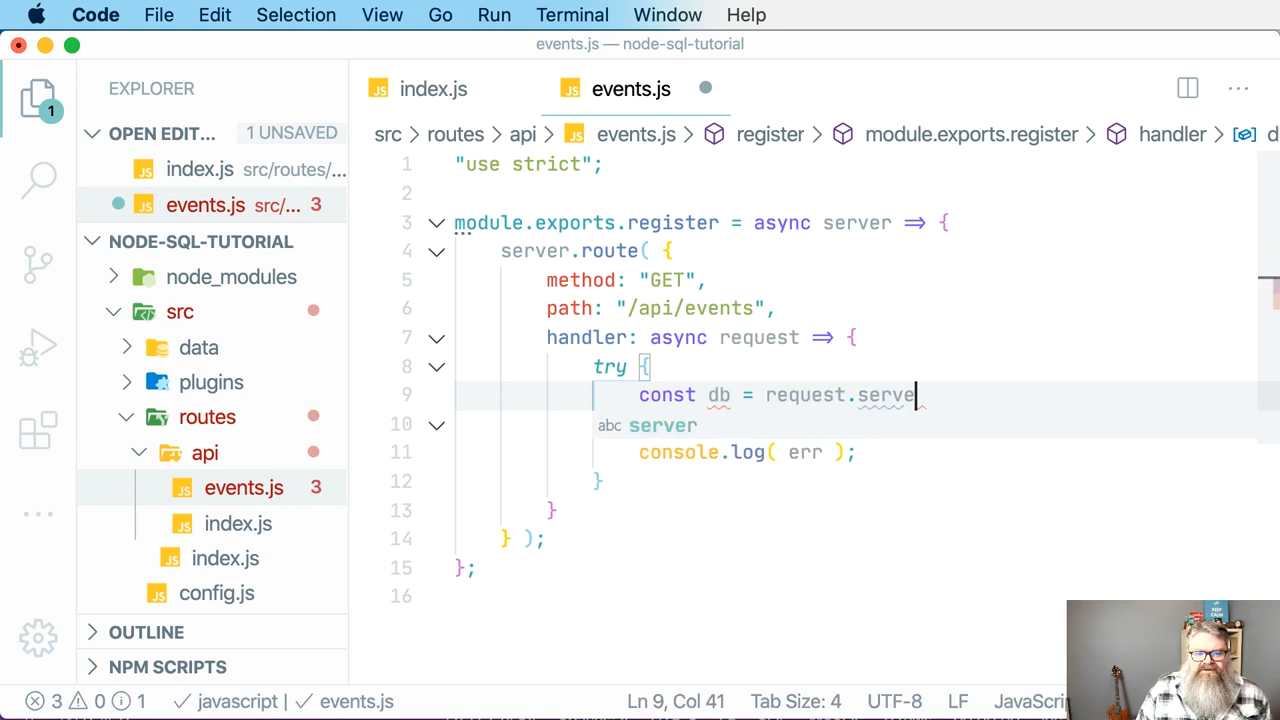 Code File Edit Selection View Go Run Terminal Window Help
events.js — node-sql-tutorial
EXPLORER
index.js
events.js
1
OPEN EDIT... 1 UNSAVED
src > routes > api > events.js > register > module.exports.register > handler > d
index.js src/routes/...
events.js src/... 3
NODE-SQL-TUTORIAL
node_modules
src
data
plugins
routes
api
events.js 3
index.js
index.js
config.js
OUTLINE
NPM SCRIPTS
1 "use strict";
2
3 module.exports.register = async server => {
4 server.route( {
5 method: "GET",
6 path: "/api/events",
7 handler: async request => {
8 try {
9 const db = request.serve
abc server
10
11 console.log( err );
12 }
13 }
14 } );
15 };
16
KEEP CALM
3 0 1 javascript | events.js Ln 9, Col 41 Tab Size: 4 UTF-8 LF JavaScri